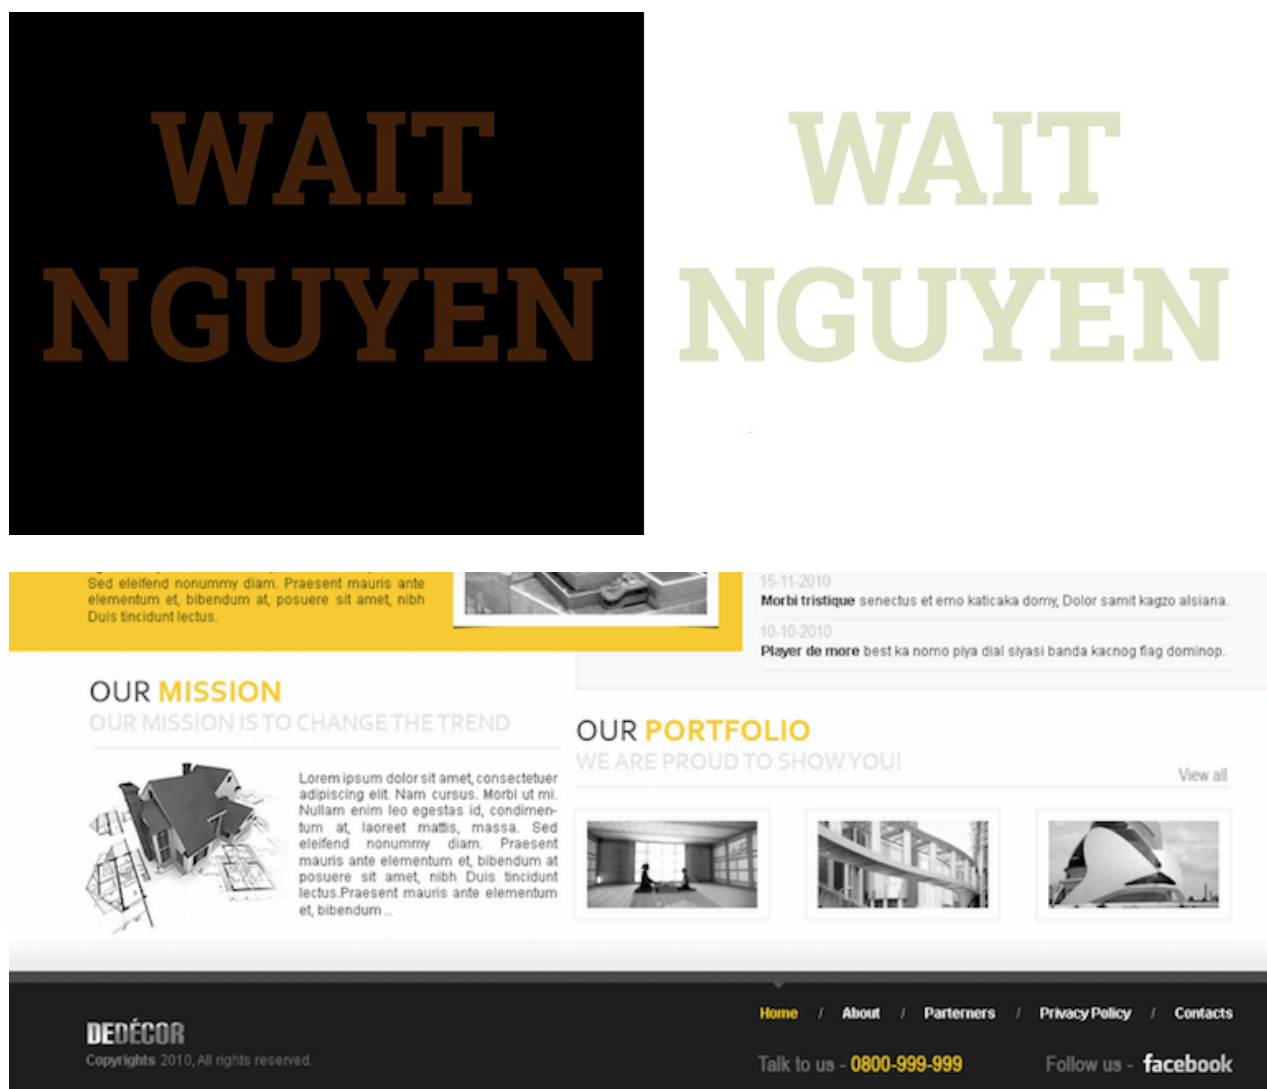 WAIT
NGUYEN
WAIT
NGUYEN
Sed eleifend nonummy diam. Praesent mauris ante
elementum et, bibendum at, posuere sit amet, nibh
Duis tincidunt lectus.
15-11-2010
Morbi tristique senectus et emo katicaka domy, Dolor samit kagzo alsiana.
10-10-2010
Player de more best ka nomo piya dial siyasi banda kacnog flag dominop.
OUR MISSION
OUR MISSION IS TO CHANGE THE TREND
Lorem ipsum dolor sit amet, consectetuer
adipiscing elit. Nam cursus. Morbi ut mi.
Nullam enim leo egestas id, condimen-
tum at, laoreet mattis, massa. Sed
eleifend nonummy diam. Praesent
mauris ante elementum et, bibendum at
posuere sit amet, nibh Duis tincidunt
lectus.Praesent mauris ante elementum
et, bibendum ..
OUR PORTFOLIO
WE ARE PROUD TO SHOW YOU!
View all
Home / About / Parterners / Privacy Policy / Contacts
DEDÉCOR
Copyrights 2010, All rights reserved.
Talk to us - 0800-999-999
Follow us - facebook